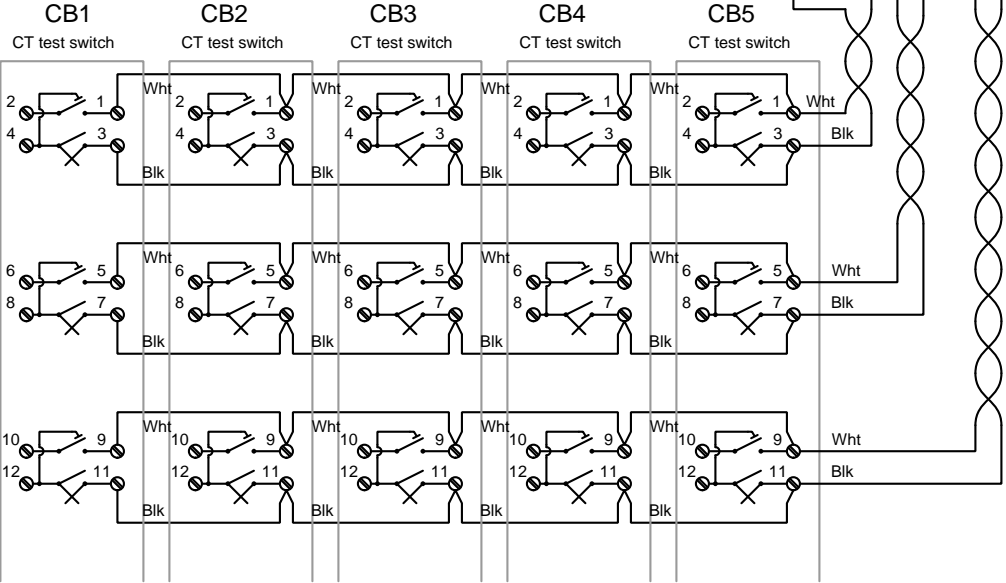 CB1 CB2 CB3 CB4 CB5
CT test switch CT test switch CT test switch CT test switch CT test switch
Wht Wht Wht Wht Wht
2 1 2 1 2 1 2 1 2 1
4 3 4 3 4 3 4 3 4 3 Blk
Blk Blk Blk Blk
Wht Wht Wht Wht Wht
6 5 6 5 6 5 6 5 6 5
8 7 8 7 8 7 8 7 8 7 Blk
Blk Blk Blk Blk
Wht Wht Wht Wht Wht
10 9 10 9 10 9 10 9 10 9
12 11 12 11 12 11 12 11 12 11 Blk
Blk Blk Blk Blk